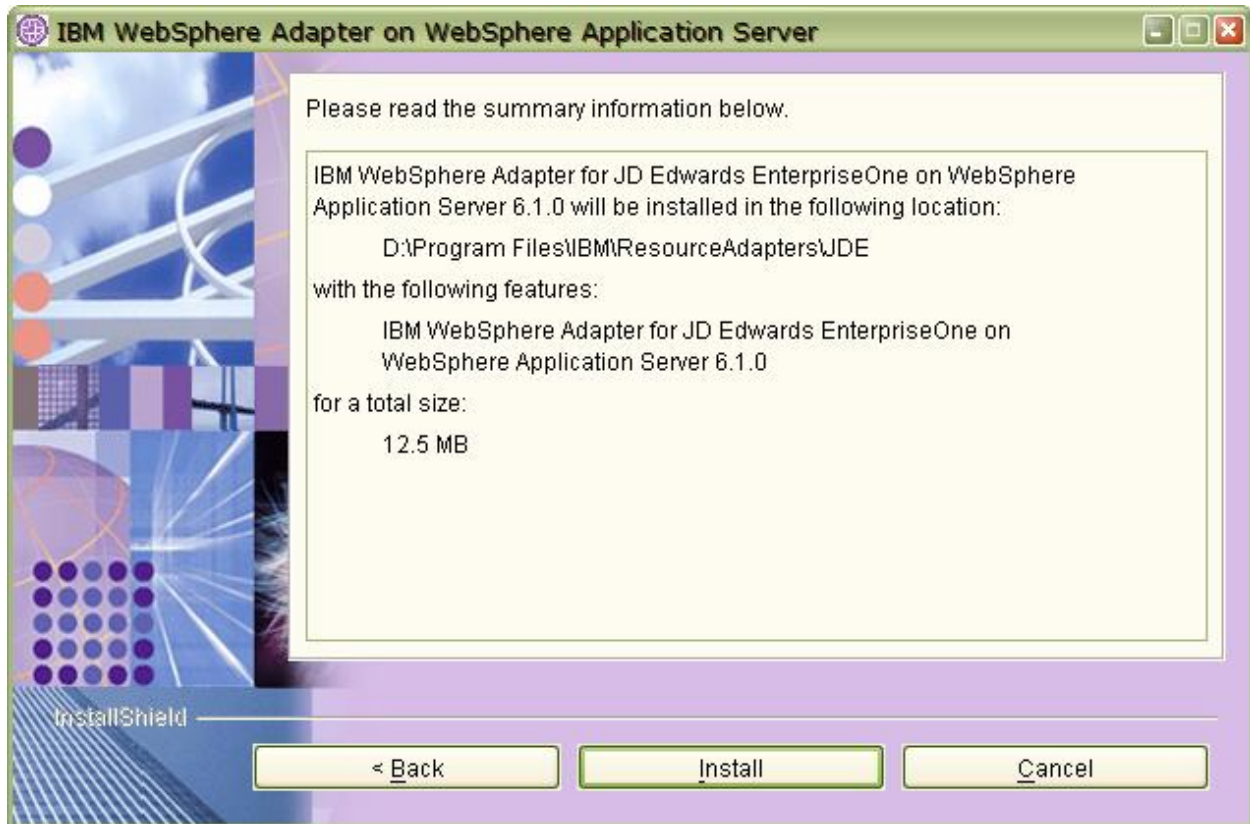 IBM WebSphere Adapter on WebSphere Application Server
Please read the summary information below.
IBM WebSphere Adapter for JD Edwards EnterpriseOne on WebSphere
Application Server 6.1.0 will be installed in the following location:
D:\Program Files\IBM\ResourceAdapters\JDE
with the following features:
IBM WebSphere Adapter for JD Edwards EnterpriseOne on
WebSphere Application Server 6.1.0
for a total size:
12.5 MB
InstallShield
< Back
Install
Cancel